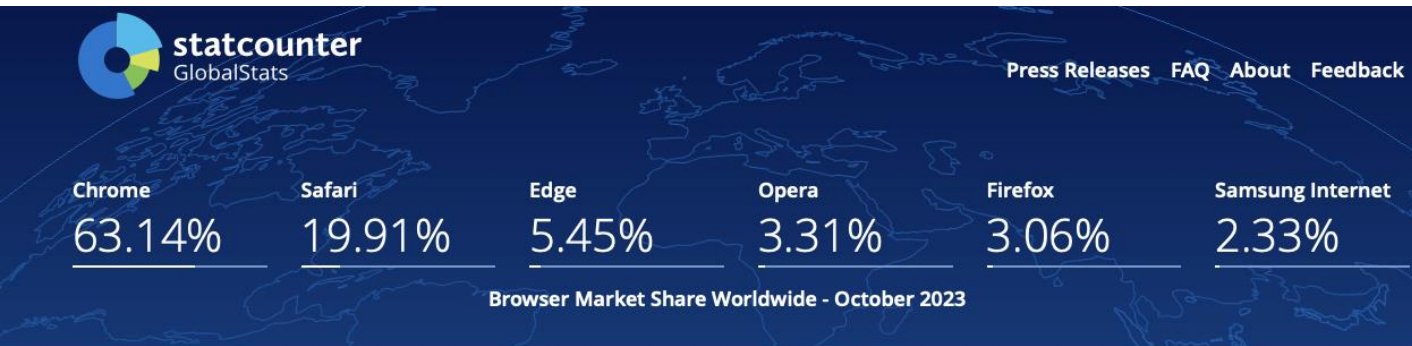 statcounter
GlobalStats
Press Releases FAQ About Feedback
Chrome Safari Edge Opera Firefox Samsung Internet
63.14% 19.91% 5.45% 3.31% 3.06% 2.33%
Browser Market Share Worldwide - October 2023